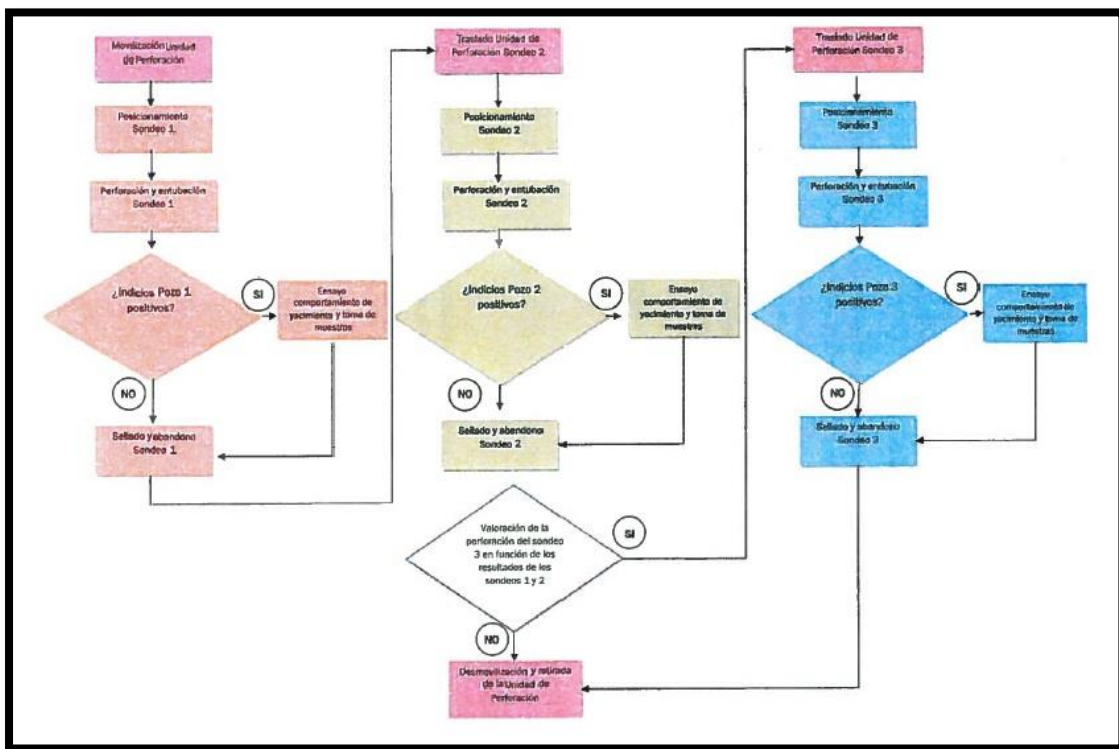 Movilización Unidad
de Perforación
Posicionamiento
Sondeo 1
Perforación y entubación
Sondeo 1
¿Indicios Pozo 1
positivos?
SI
Ensayo
comportamiento de
yacimiento y toma de
muestras
NO
Sellado y abandono
Sondeo 1
Traslado Unidad de
Perforación Sondeo 2
Posicionamiento
Sondeo 2
Perforación y entubación
Sondeo 2
¿Indicios Pozo 2
positivos?
SI
Ensayo
comportamiento de
yacimiento y toma de
muestras
NO
Sellado y abandono
Sondeo 2
Valoración de la
perforación del sondeo
3 en función de los
resultados de los
sondeos 1 y 2
SI
NO
Desmovilización y retirada
de la Unidad de
Perforación
Traslado Unidad de
Perforación Sondeo 3
Posicionamiento
Sondeo 3
Perforación y entubación
Sondeo 3
¿Indicios Pozo 3
positivos?
SI
Ensayo
comportamiento de
yacimiento y toma de
muestras
NO
Sellado y abandono
Sondeo 3